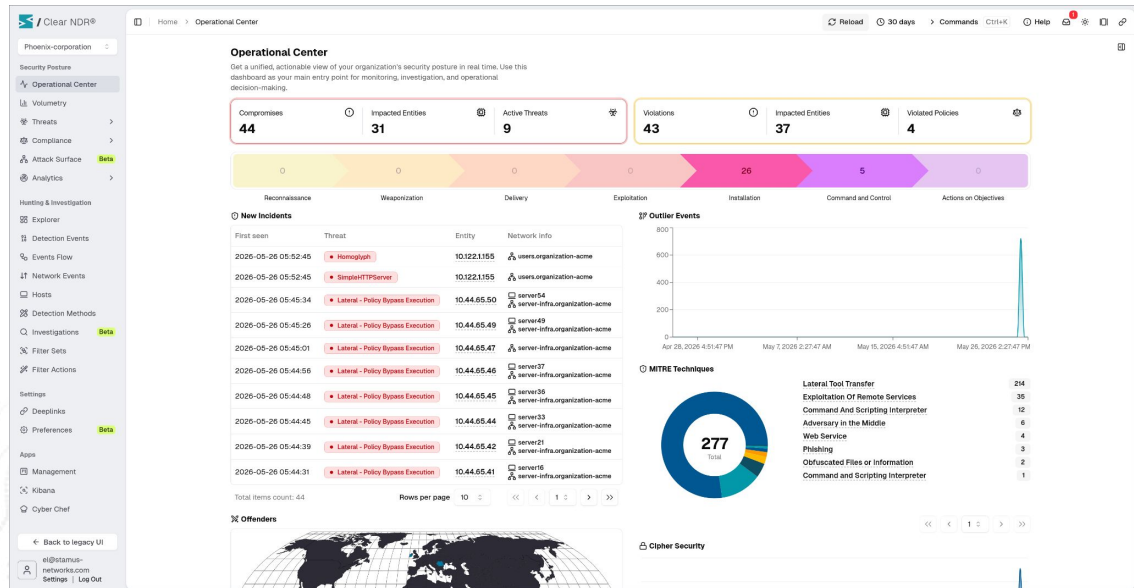 / Clear NDR®
Home > Operational Center
Reload
30 days
> Commands Ctrl+K
Help
1
Phoenix-corporation
Security Posture
Operational Center
Volumetry
Threats
Compliance
Attack Surface Beta
Analytics
Hunting & Investigation
Explorer
Detection Events
Events Flow
Network Events
Hosts
Detection Methods
Investigations Beta
Filter Sets
Filter Actions
Settings
Deeplinks
Preferences Beta
Apps
Management
Kibana
Cyber Chef
← Back to legacy UI
el@stamus-
networks.com
Settings | Log Out
Operational Center
Get a unified, actionable view of your organization's security posture in real time. Use this
dashboard as your main entry point for monitoring, investigation, and operational
decision-making.
Compromises
44
Impacted Entities
31
Active Threats
9
Violations
43
Impacted Entities
37
Violated Policies
4
0 0 0 0 26 5 0
Reconnaissance Weaponization Delivery Exploitation Installation Command and Control Actions on Objectives
New Incidents
First seen Threat Entity Network Info
2026-05-26 05:52:45 Homoglyph 10.122.1.155 users.organization-acme
2026-05-26 05:52:45 SimpleHTTPServer 10.122.1.155 users.organization-acme
2026-05-26 05:45:34 Lateral - Policy Bypass Execution 10.44.65.50 server54
server-infra.organization-acme
2026-05-26 05:45:26 Lateral - Policy Bypass Execution 10.44.65.49 server49
server-infra.organization-acme
2026-05-26 05:45:01 Lateral - Policy Bypass Execution 10.44.65.47 server-infra.organization-acme
2026-05-26 05:44:56 Lateral - Policy Bypass Execution 10.44.65.46 server37
server-infra.organization-acme
2026-05-26 05:44:48 Lateral - Policy Bypass Execution 10.44.65.45 server36
server-infra.organization-acme
2026-05-26 05:44:45 Lateral - Policy Bypass Execution 10.44.65.44 server33
server-infra.organization-acme
2026-05-26 05:44:39 Lateral - Policy Bypass Execution 10.44.65.42 server21
server-infra.organization-acme
2026-05-26 05:44:31 Lateral - Policy Bypass Execution 10.44.65.41 server16
server-infra.organization-acme
Total items count: 44 Rows per page 10 << < 1 > >>
Offenders
Outlier Events
800
600
400
200
0
Apr 28, 2026 4:51:47 PM May 7, 2026 2:27:47 AM May 15, 2026 4:51:47 AM May 26, 2026 2:27:47 PM
MITRE Techniques
277
Total
Lateral Tool Transfer 214
Exploitation Of Remote Services 35
Command And Scripting Interpreter 12
Adversary in the Middle 6
Web Service 4
Phishing 3
Obfuscated Files or Information 2
Command and Scripting Interpreter 1
<< < 1 > >>
Cipher Security